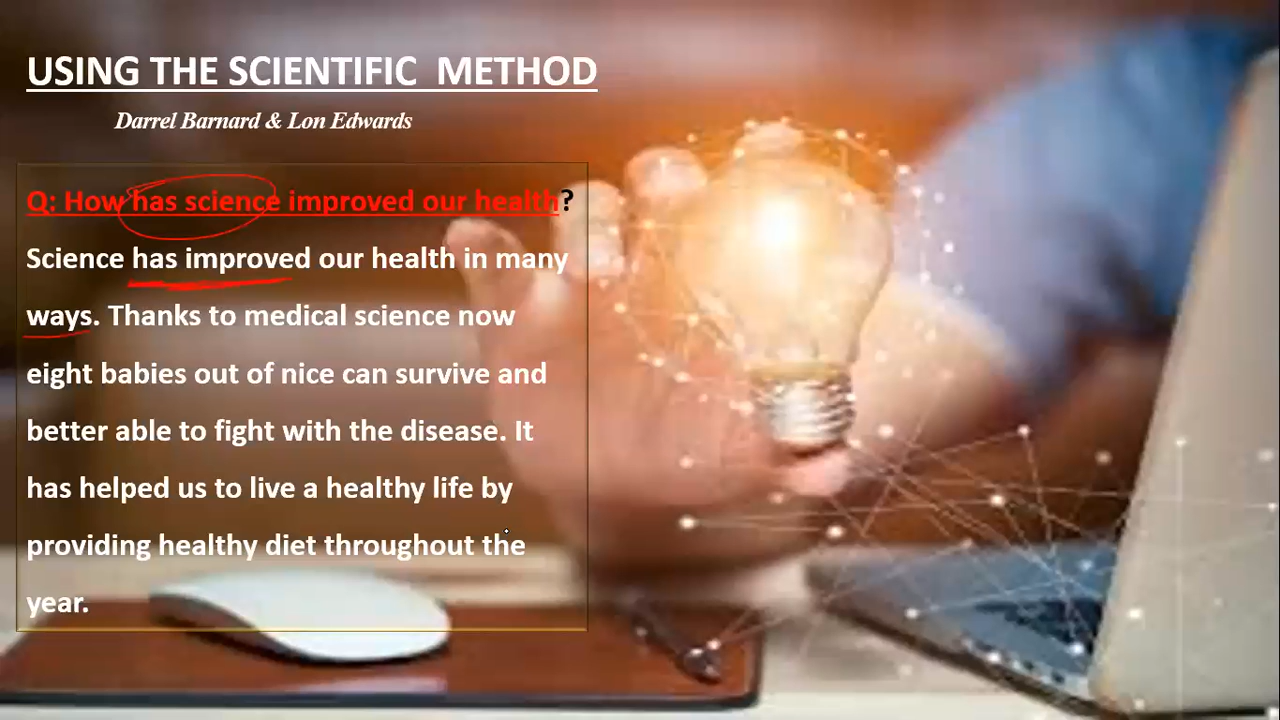 USING THE SCIENTIFIC METHOD
Darrel Barnard & Lon Edwards
Q: How has science improved our health?
Science has improved our health in many
ways. Thanks to medical science now
eight babies out of nice can survive and
better able to fight with the disease. It
has helped us to live a healthy life by
providing healthy diet throughout the
year.